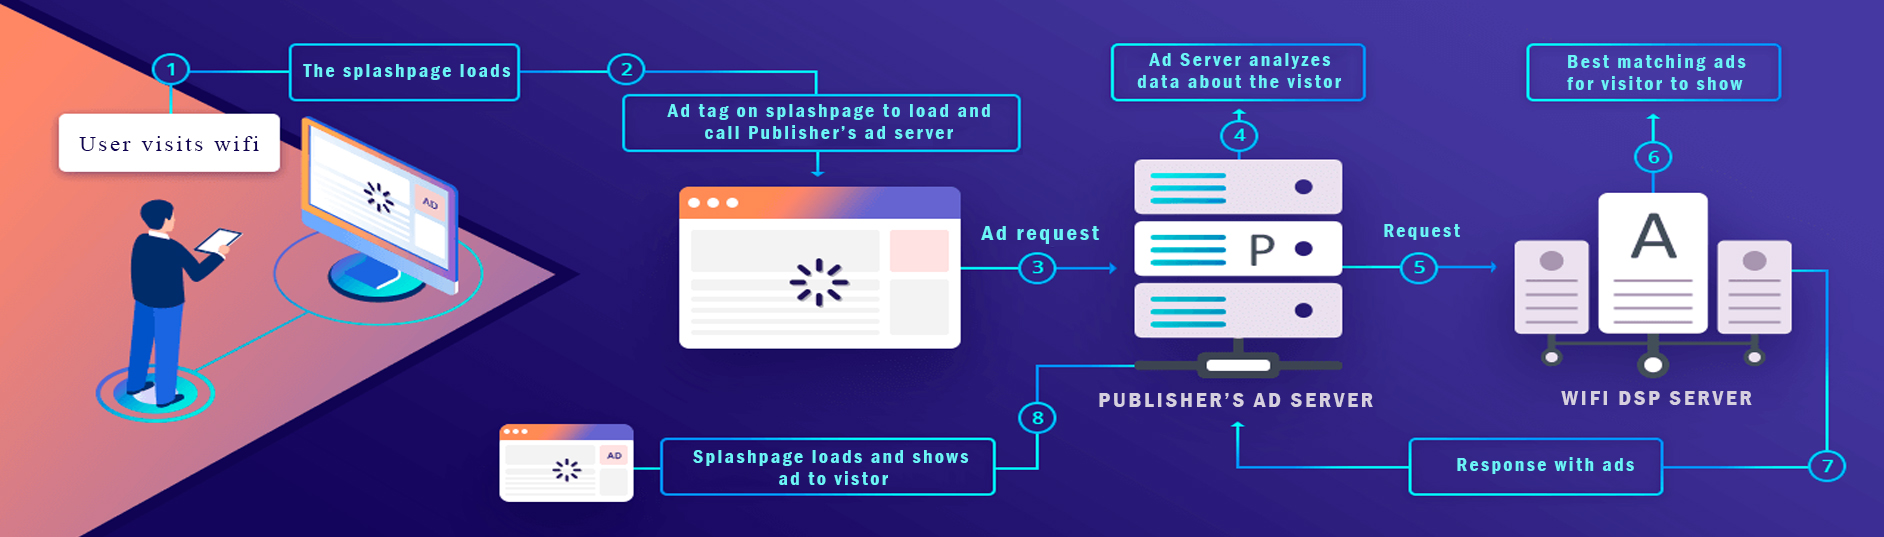 1
The splashpage loads
2
User visits wifi
Ad tag on splashpage to load and
call Publisher's ad server
AD
Ad request
3
Ad Server analyzes
data about the vistor
4
P
PUBLISHER'S AD SERVER
Request
5
Best matching ads
for visitor to show
6
A
WIFI DSP SERVER
7
Response with ads
8
Splashpage loads and shows
ad to vistor
AD